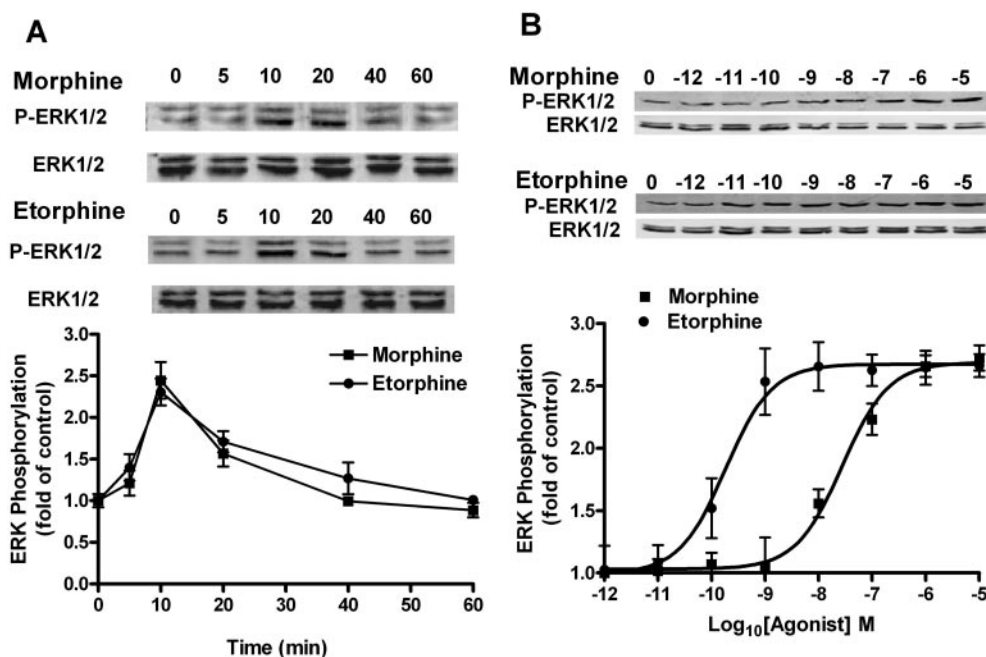 A
Morphine
0 5 10 20 40 60
P-ERK1/2
ERK1/2
Etorphine
0 5 10 20 40 60
P-ERK1/2
ERK1/2
ERK Phosphorylation
(fold of control)
3.0
2.5
2.0
1.5
1.0
0.5
0.0
Morphine
Etorphine
0 10 20 30 40 50 60
Time (min)
B
Morphine
0 -12 -11 -10 -9 -8 -7 -6 -5
P-ERK1/2
ERK1/2
Etorphine
0 -12 -11 -10 -9 -8 -7 -6 -5
P-ERK1/2
ERK1/2
Morphine
Etorphine
ERK Phosphorylation
(fold of control)
3.0
2.5
2.0
1.5
1.0
-12 -11 -10 -9 -8 -7 -6 -5
Log10[Agonist] M